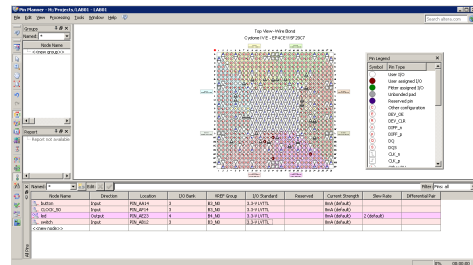 Pin Planner - H:/Projects/LAB01 - LAB01
File Edit View Processing Tools Window Help
Search altera.com
Groups
Named: *
Node Name
<<new group>>
Report
Report not available
Top View - Wire Bond
Cyclone IV E - EP4CE115F29C7
Pin Legend
Symbol Pin Type
User I/O
User assigned I/O
Fitter assigned I/O
Unbonded pad
Reserved pin
Other configuration
DEV_OE
DEV_CLR
DIFF_n
DIFF_p
DQ
DQS
CLK_n
CLK_p
Named: * Edit: Filter: Pins: all
Node Name Direction Location I/O Bank VREF Group I/O Standard Reserved Current Strength Slew Rate Differential Pair
button Input PIN_AA14 3 B3_N0 3.3-V LVTTL 8mA (default)
CLOCK_50 Input PIN_AF14 3 B3_N0 3.3-V LVTTL 8mA (default)
led Output PIN_AE23 4 B4_N0 3.3-V LVTTL 8mA (default) 2 (default)
switch Input PIN_AB12 3 B3_N0 3.3-V LVTTL 8mA (default)
<<new node>>
All Pins
0% 00:00:00